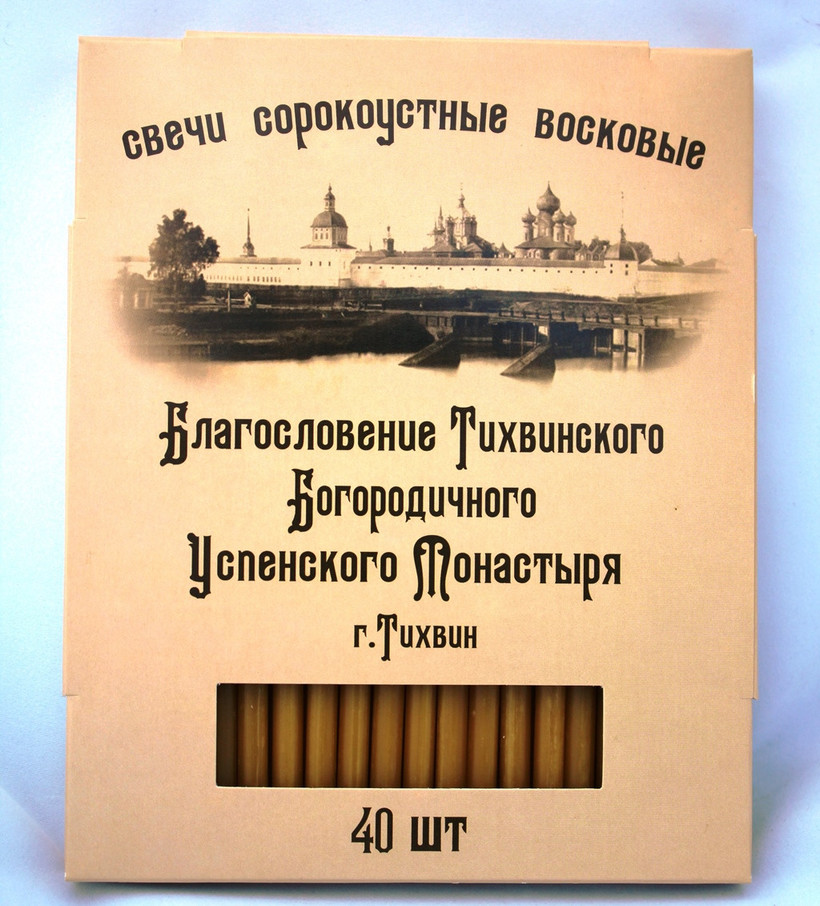 свечи сорокоустные восковые
Благословение Тихвинского
Богородичного
Успенского Монастыря
г.Тихвин
40 шт